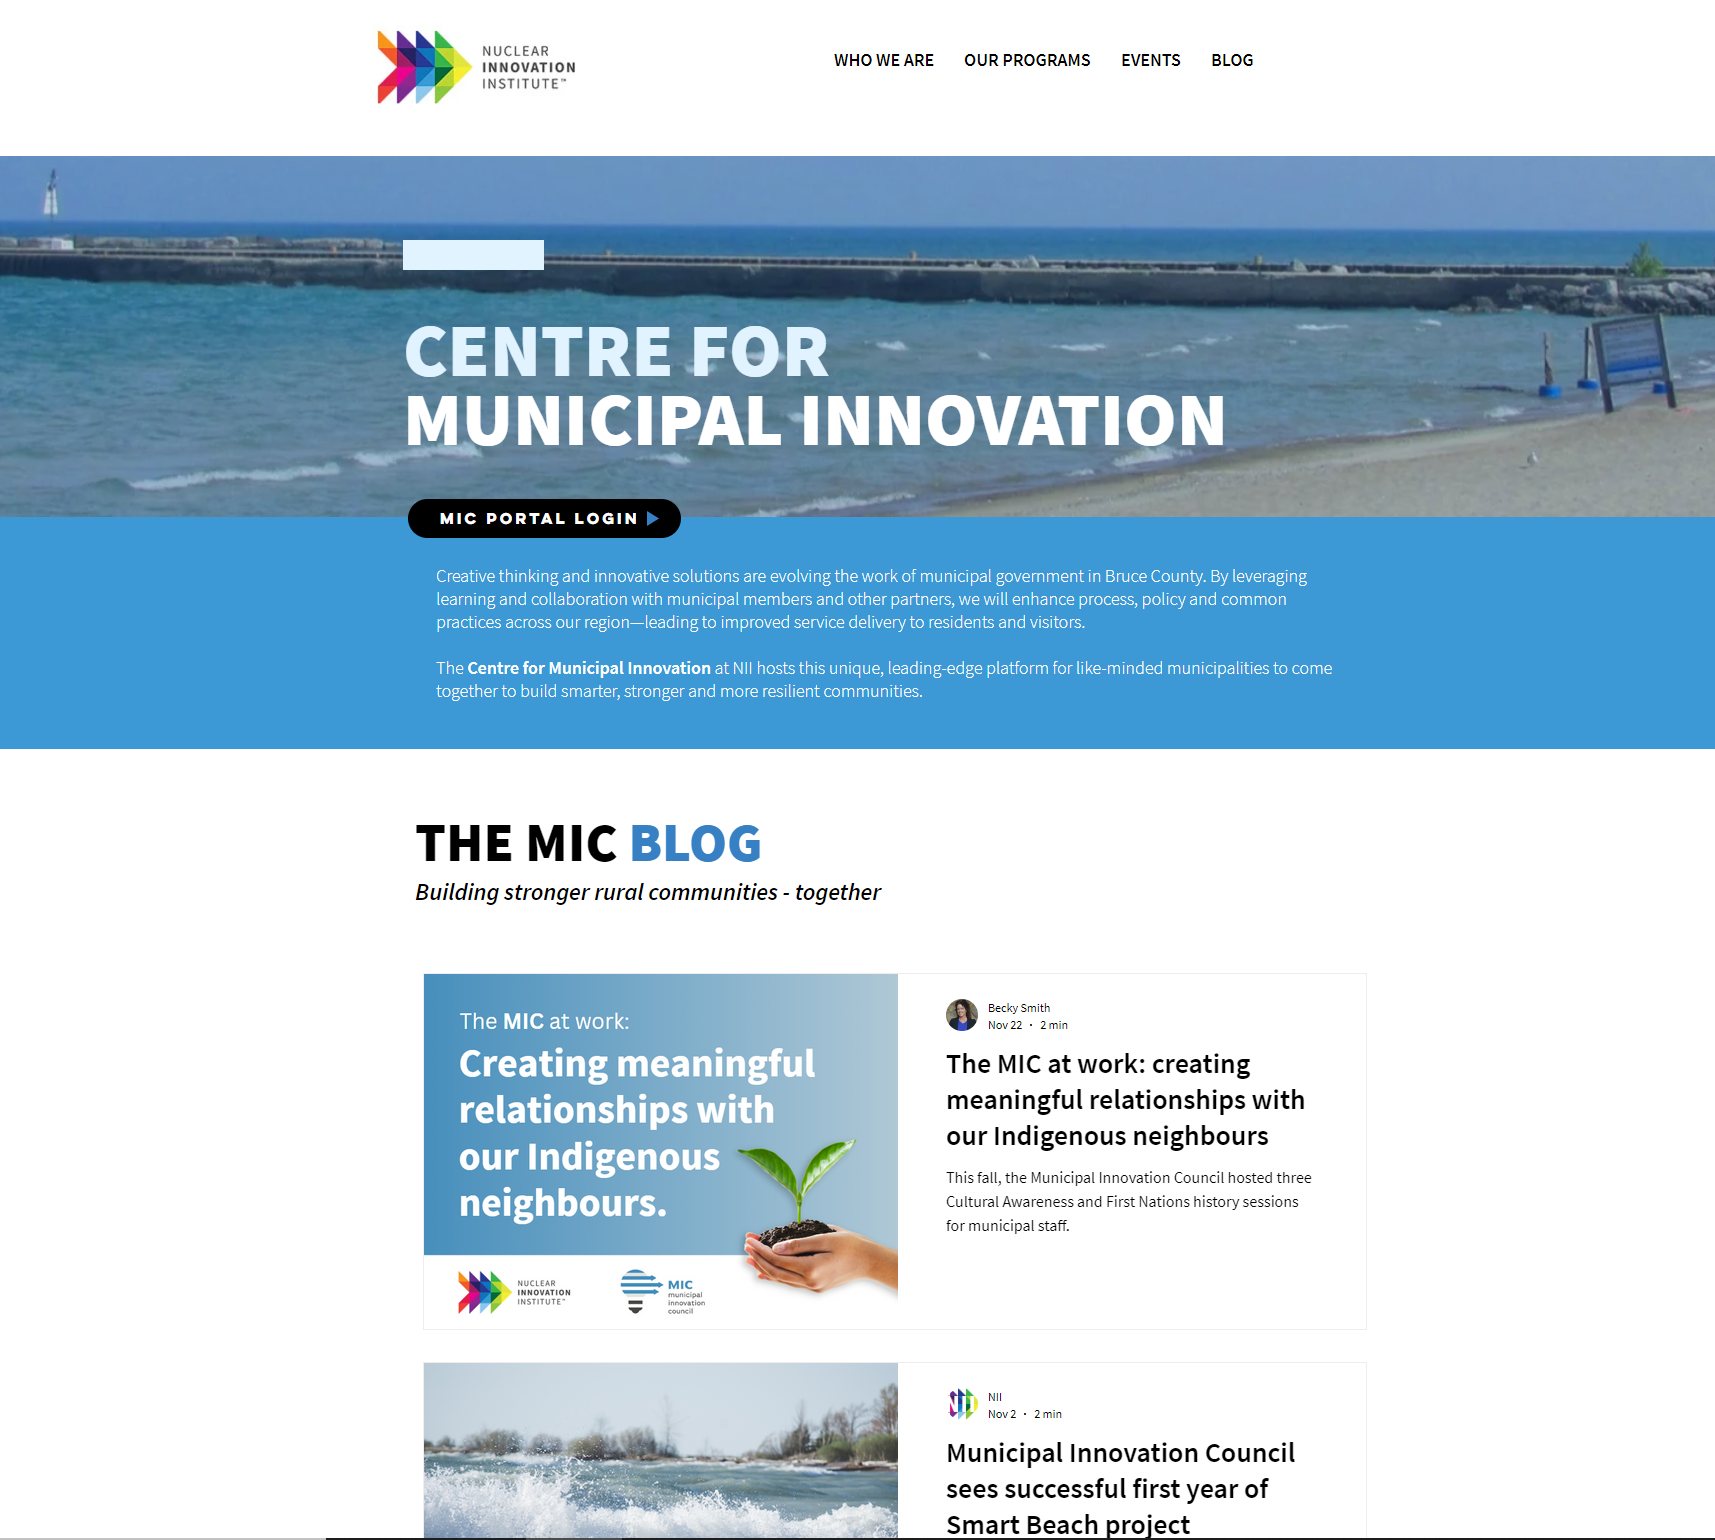 NUCLEAR
INNOVATION
INSTITUTE™
WHO WE ARE
OUR PROGRAMS
EVENTS
BLOG
CENTRE FOR
MUNICIPAL INNOVATION
MIC PORTAL LOGIN
Creative thinking and innovative solutions are evolving the work of municipal government in Bruce County. By leveraging
learning and collaboration with municipal members and other partners, we will enhance process, policy and common
practices across our region—leading to improved service delivery to residents and visitors.
The Centre for Municipal Innovation at NII hosts this unique, leading-edge platform for like-minded municipalities to come
together to build smarter, stronger and more resilient communities.
THE MIC BLOG
Building stronger rural communities - together
The MIC at work:
Creating meaningful
relationships with
our Indigenous
neighbours.
NUCLEAR
INNOVATION
INSTITUTE™
MIC
municipal
innovation
council
Becky Smith
Nov 22 · 2 min
The MIC at work: creating
meaningful relationships with
our Indigenous neighbours
This fall, the Municipal Innovation Council hosted three
Cultural Awareness and First Nations history sessions
for municipal staff.
NII
NII
Nov 2 · 2 min
Municipal Innovation Council
sees successful first year of
Smart Beach project